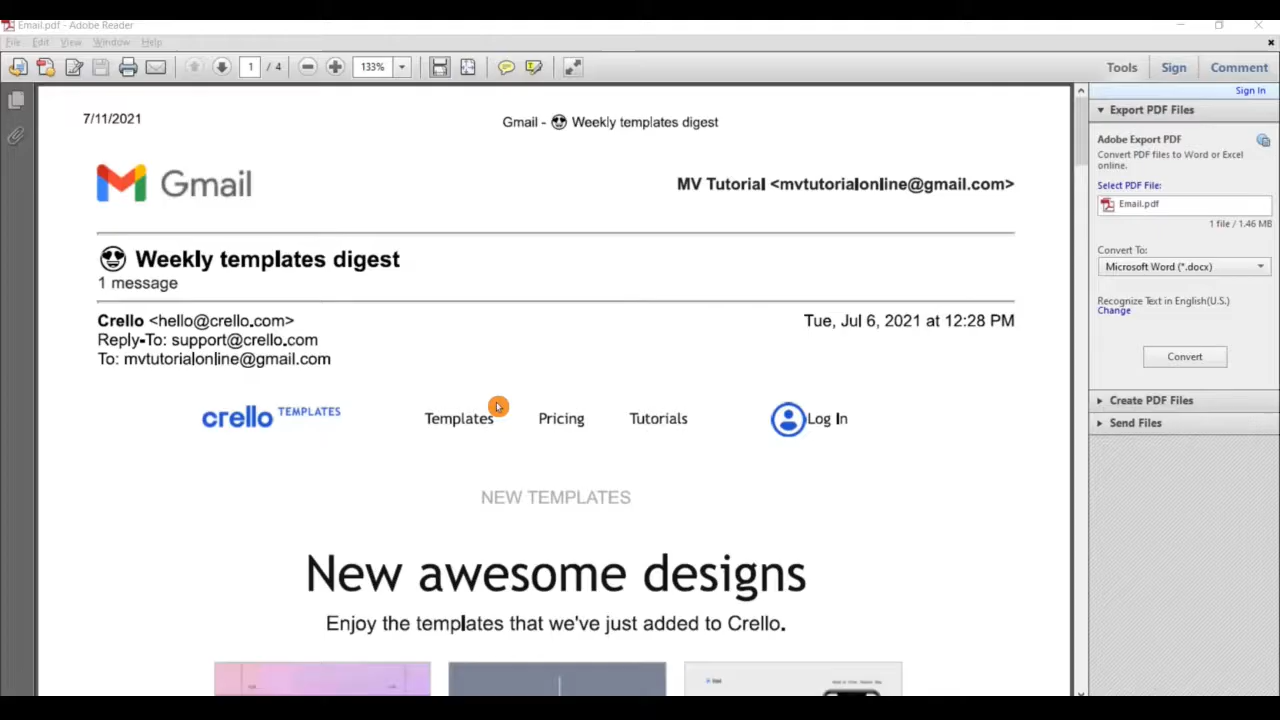 Email.pdf - Adobe Reader
File Edit View Window Help
1 / 4 133% Tools Sign Comment
Sign In
Export PDF Files
Adobe Export PDF
Convert PDF files to Word or Excel
online.
Select PDF File:
Email.pdf
1 file / 1.46 MB
Convert To:
Microsoft Word (*.docx)
Recognize Text in English(U.S.)
Change
Convert
Create PDF Files
Send Files
7/11/2021 Gmail - 😎 Weekly templates digest
Gmail MV Tutorial <mvtutorialonline@gmail.com>
Weekly templates digest
1 message
Crello <hello@crello.com> Tue, Jul 6, 2021 at 12:28 PM
Reply-To: support@crello.com
To: mvtutorialonline@gmail.com
crello TEMPLATES Templates Pricing Tutorials Log In
NEW TEMPLATES
New awesome designs
Enjoy the templates that we've just added to Crello.